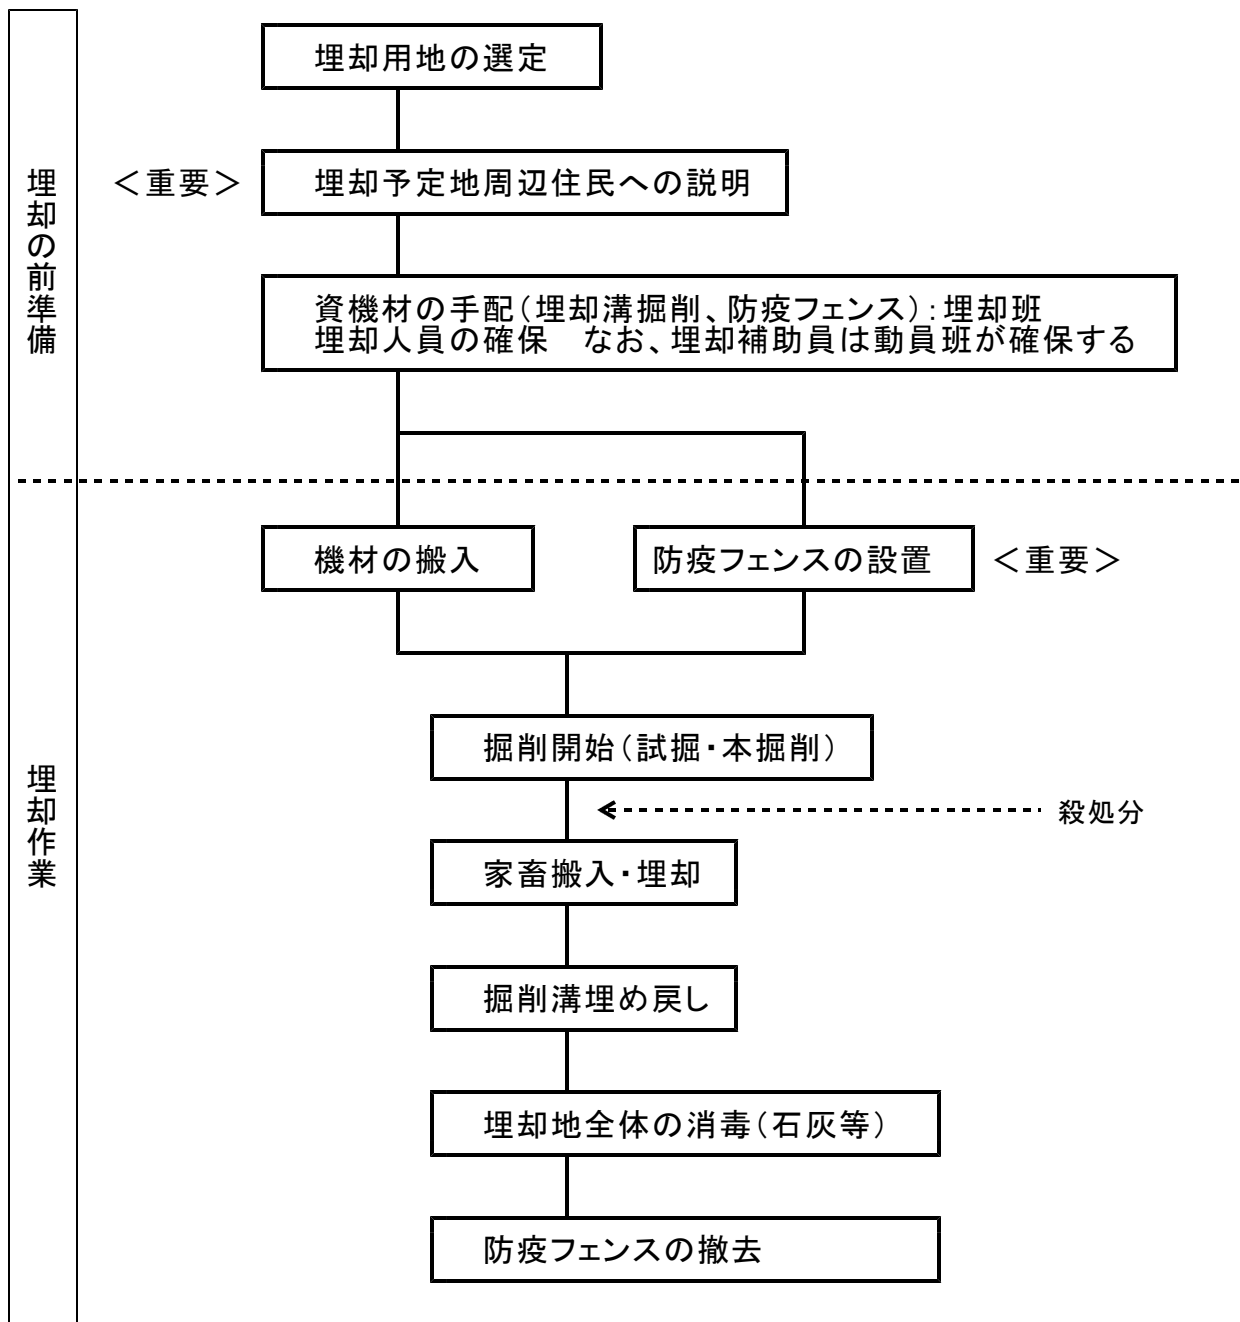 埋却の前準備
埋却用地の選定
＜重要＞
埋却予定地周辺住民への説明
資機材の手配（埋却溝掘削、防疫フェンス）：埋却班
埋却人員の確保　なお、埋却補助員は動員班が確保する
埋却作業
機材の搬入
防疫フェンスの設置
＜重要＞
掘削開始（試掘・本掘削）
殺処分
家畜搬入・埋却
掘削溝埋め戻し
埋却地全体の消毒（石灰等）
防疫フェンスの撤去